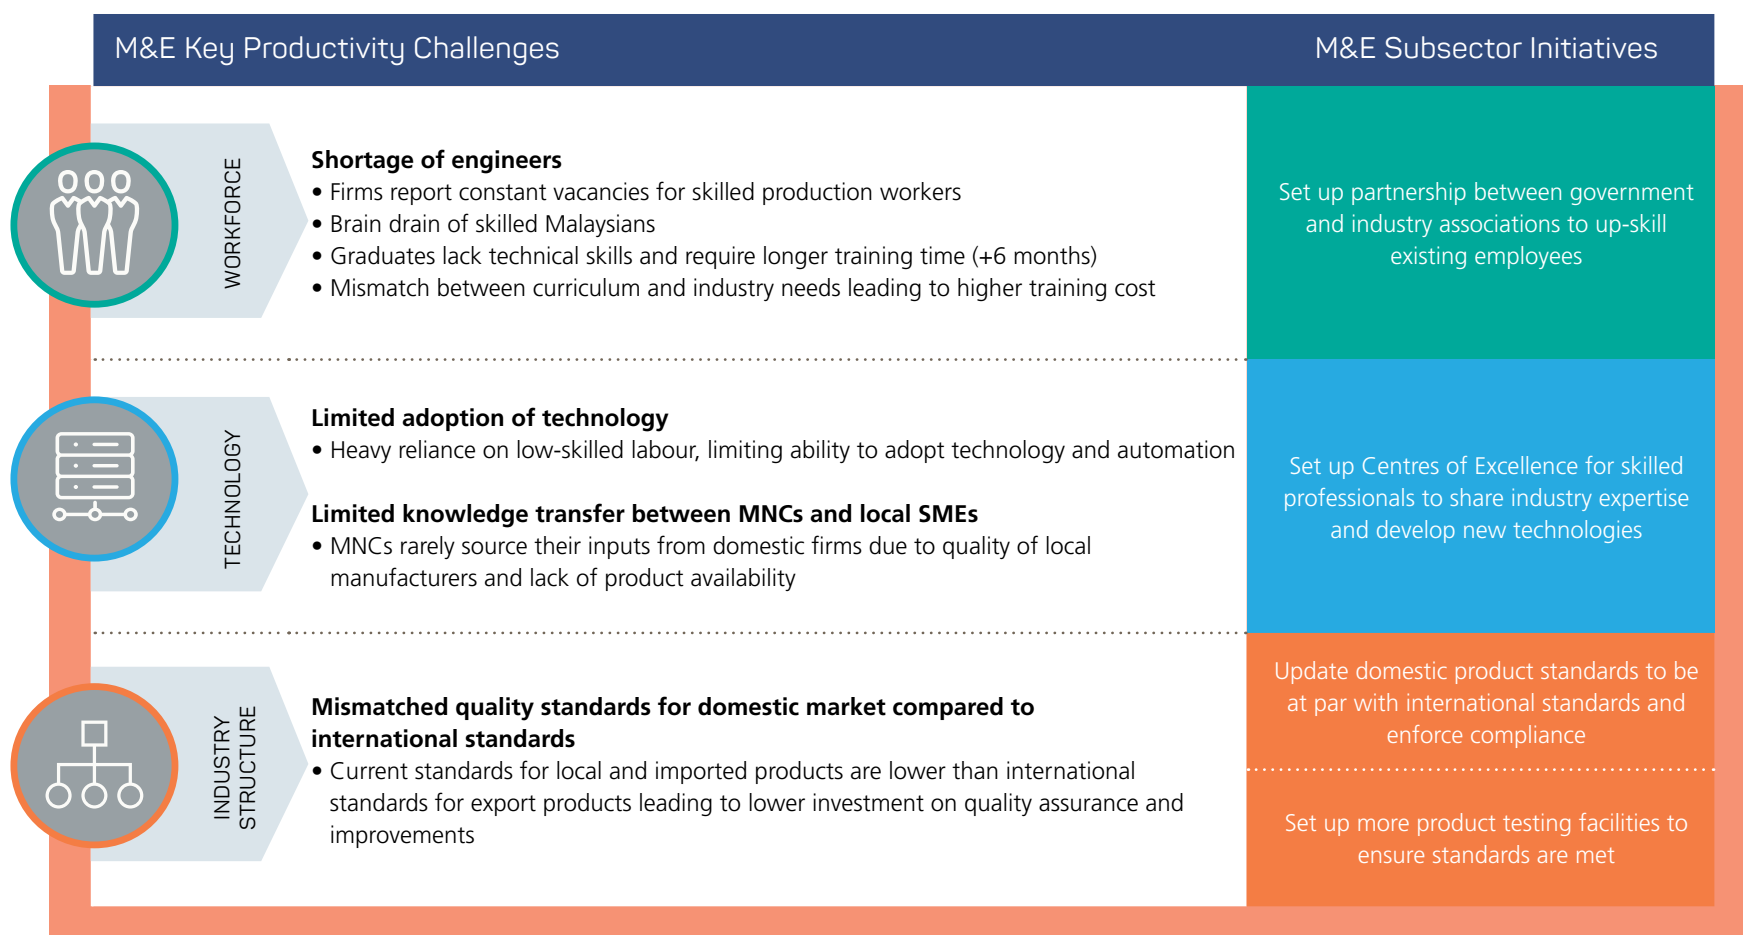 M&E Key Productivity Challenges
M&E Subsector Initiatives
WORKFORCE
Shortage of engineers
• Firms report constant vacancies for skilled production workers
• Brain drain of skilled Malaysians
• Graduates lack technical skills and require longer training time (+6 months)
• Mismatch between curriculum and industry needs leading to higher training cost
Set up partnership between government
and industry associations to up-skill
existing employees
TECHNOLOGY
Limited adoption of technology
• Heavy reliance on low-skilled labour, limiting ability to adopt technology and automation
Limited knowledge transfer between MNCs and local SMEs
• MNCs rarely source their inputs from domestic firms due to quality of local
manufacturers and lack of product availability
Set up Centres of Excellence for skilled
professionals to share industry expertise
and develop new technologies
INDUSTRY
STRUCTURE
Mismatched quality standards for domestic market compared to
international standards
• Current standards for local and imported products are lower than international
standards for export products leading to lower investment on quality assurance and
improvements
Update domestic product standards to be
at par with international standards and
enforce compliance
Set up more product testing facilities to
ensure standards are met